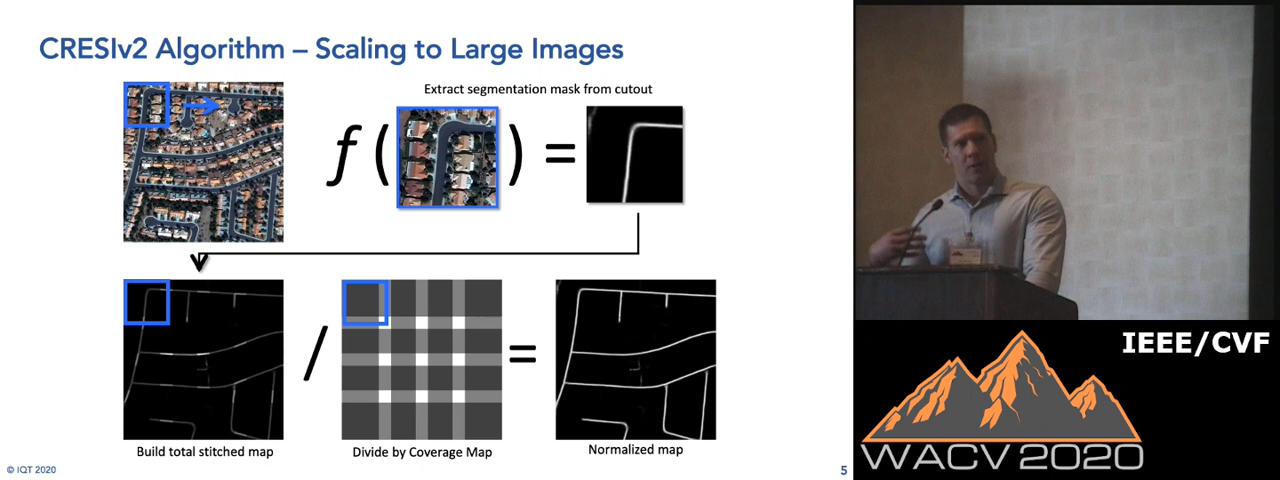 CRESIv2 Algorithm – Scaling to Large Images
Extract segmentation mask from cutout
f ( ) =
/ =
Build total stitched map
Divide by Coverage Map
Normalized map
© IQT 2020
5
IEEE/CVF
WACV 2020